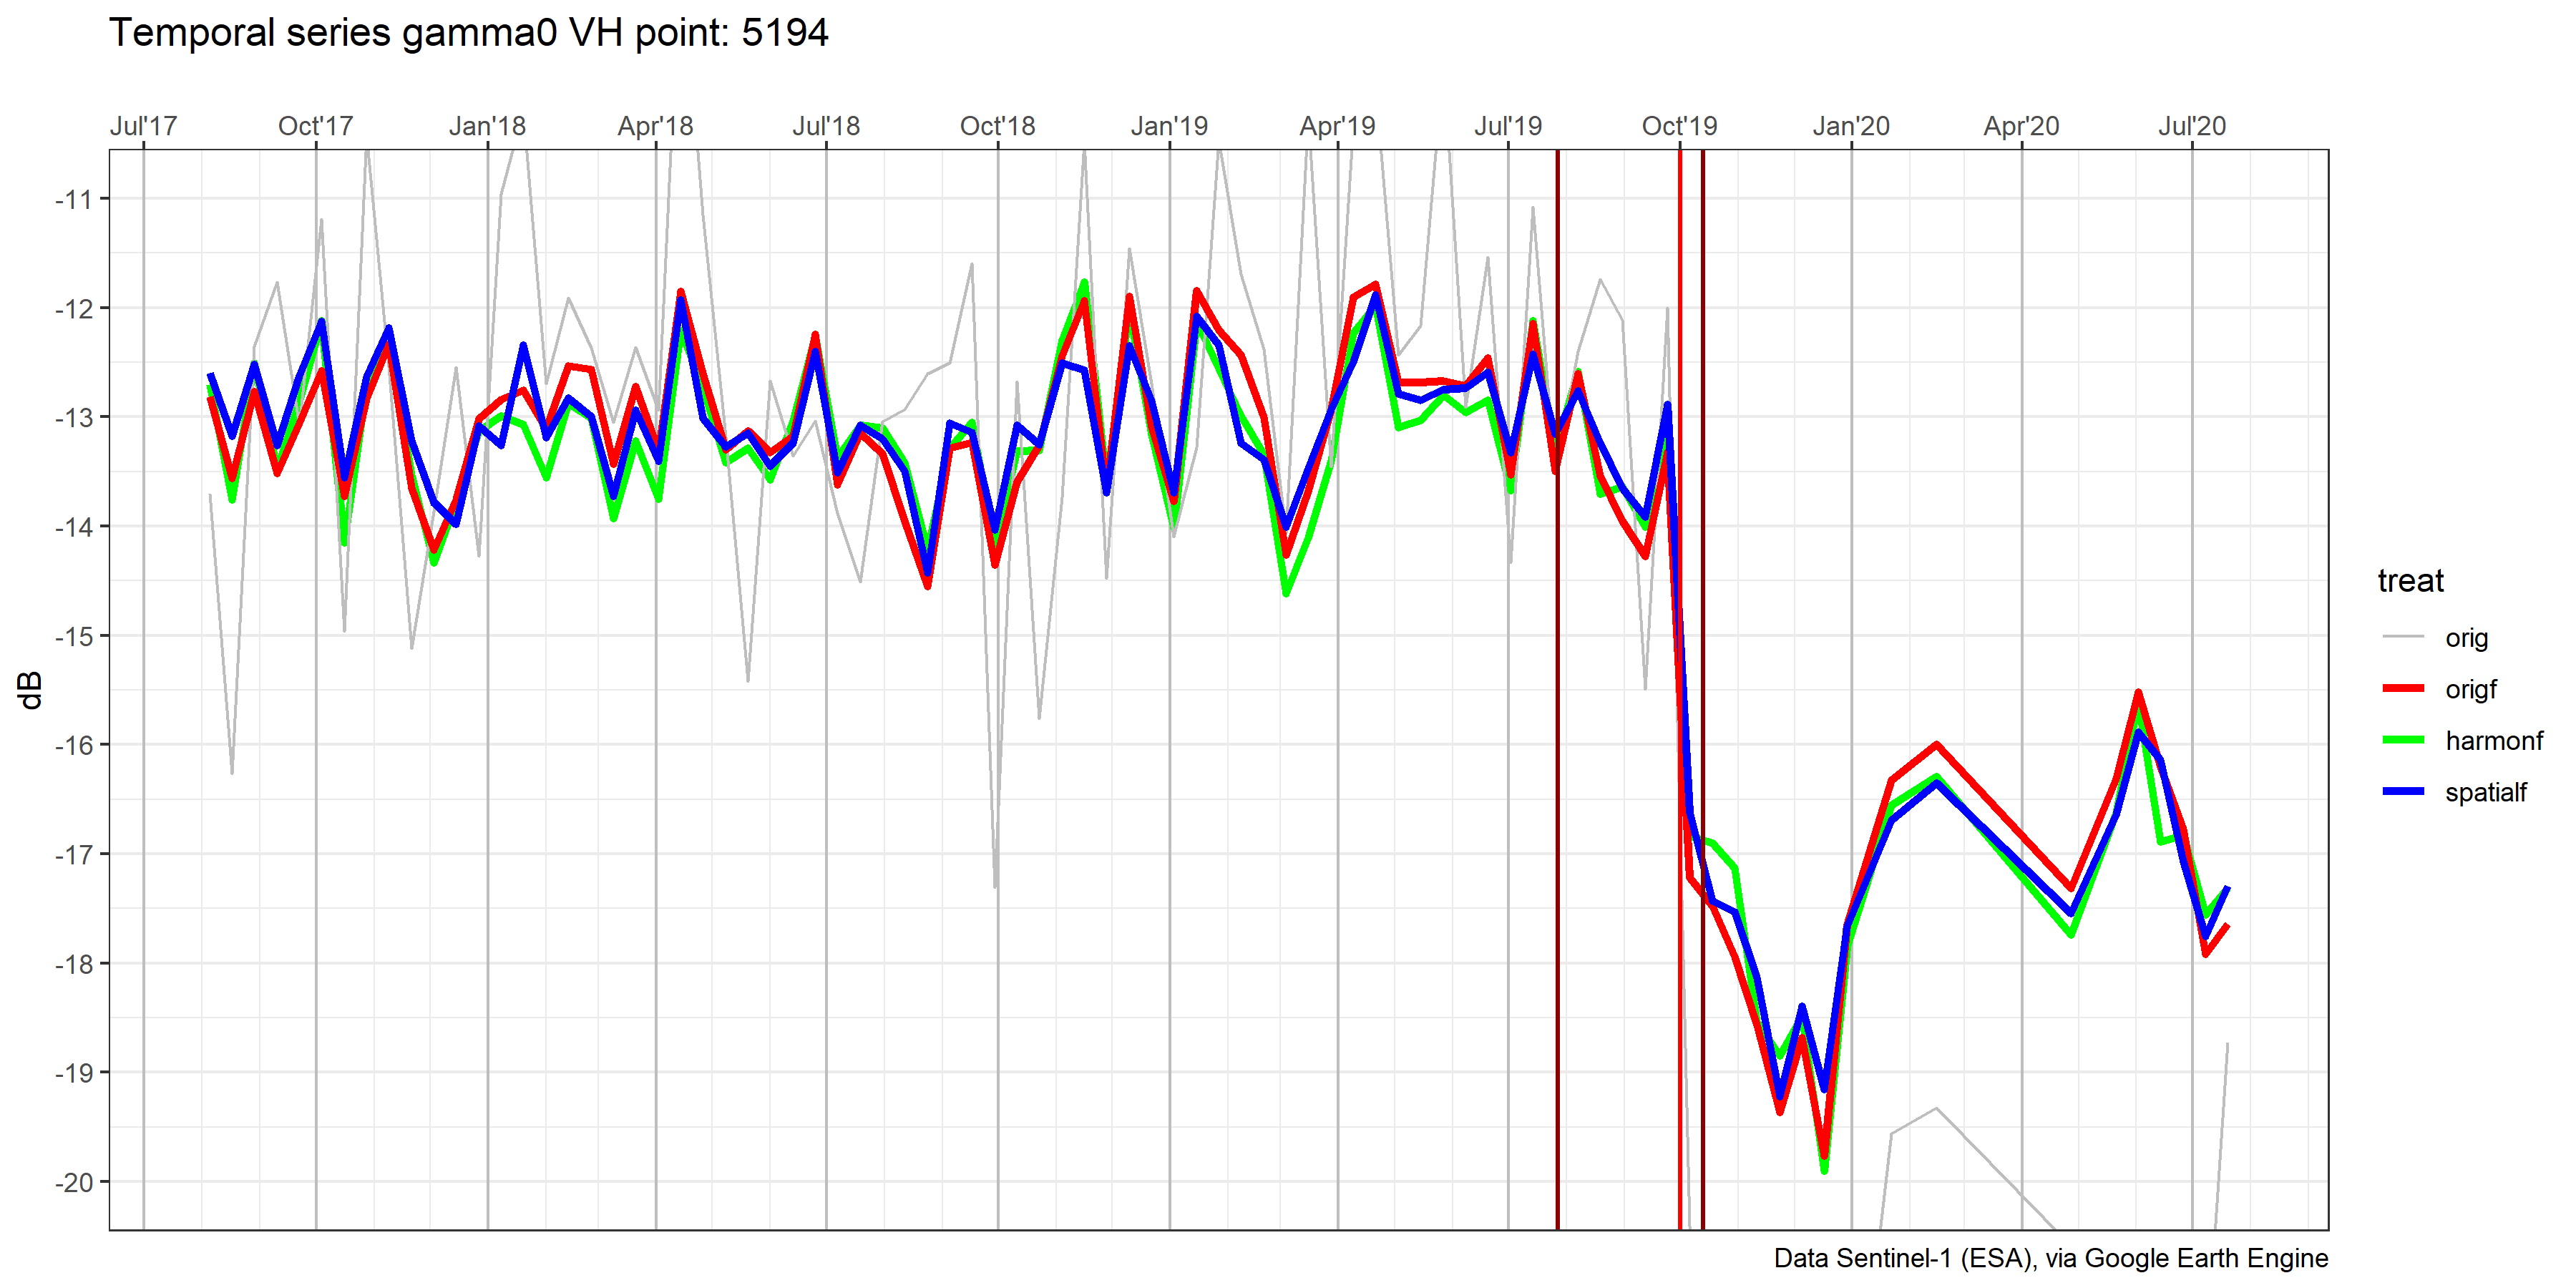 Temporal series gamma0 VH point: 5194
Jul'17 Oct'17 Jan'18 Apr'18 Jul'18 Oct'18 Jan'19 Apr'19 Jul'19 Oct'19 Jan'20 Apr'20 Jul'20
-11
-12
-13
-14
-15
-16
-17
-18
-19
-20
dB
treat
orig
origf
harmonf
spatialf
Data Sentinel-1 (ESA), via Google Earth Engine